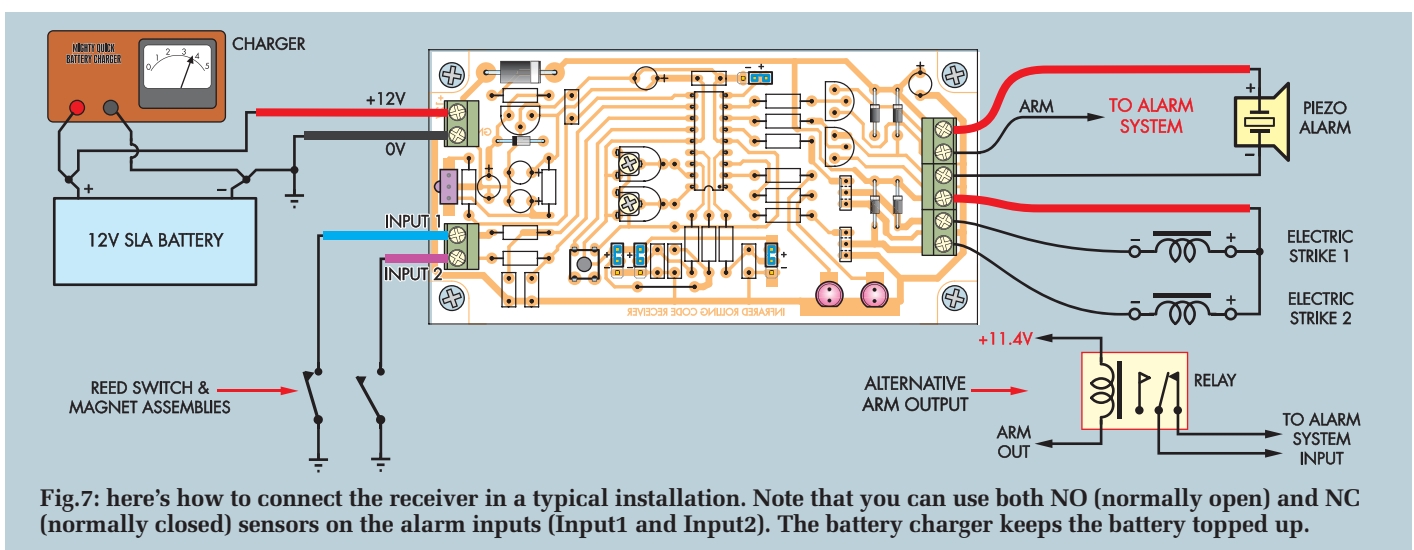 MIGHTY QUICK
BATTERY CHARGER
0 1 2 3 4 5
CHARGER
+12V
0V
+
−
12V SLA BATTERY
INPUT 1
INPUT 2
REED SWITCH &
MAGNET ASSEMBLIES
INFRARED ROLLING CODE RECEIVER
ARM
TO ALARM
SYSTEM
+
−
PIEZO
ALARM
− +
ELECTRIC
STRIKE 1
− +
ELECTRIC
STRIKE 2
+11.4V
ALTERNATIVE
ARM OUTPUT
RELAY
ARM
OUT
TO ALARM
SYSTEM
INPUT
Fig.7: here's how to connect the receiver in a typical installation. Note that you can use both NO (normally open) and NC
(normally closed) sensors on the alarm inputs (Input1 and Input2). The battery charger keeps the battery topped up.